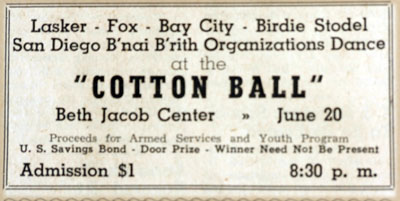 Lasker - Fox - Bay City - Birdie Stodel
San Diego B'nai B'rith Organizations Dance
at the
"COTTON BALL"
Beth Jacob Center » June 20
Proceeds for Armed Services and Youth Program
U. S. Savings Bond - Door Prize - Winner Need Not Be Present
Admission $1 8:30 p. m.